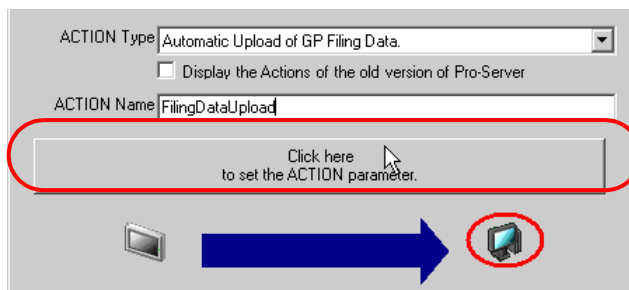 ACTION Type Automatic Upload of GP Filing Data.
Display the Actions of the old version of Pro-Server
ACTION Name FilingDataUpload
Click here
to set the ACTION parameter.